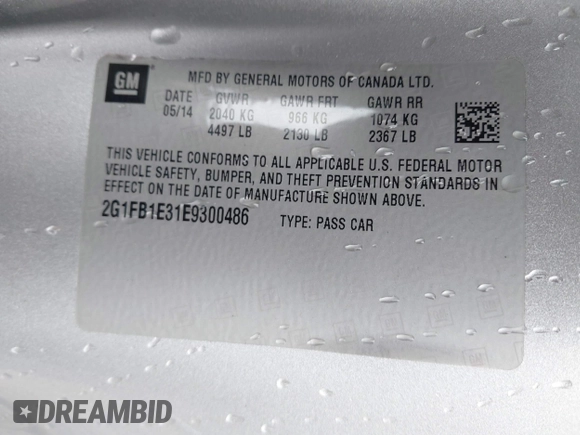 GM
MFD BY GENERAL MOTORS OF CANADA LTD.
DATE GVWR GAWR FRT GAWR RR
05/14 2040 KG 966 KG 1074 KG
4497 LB 2130 LB 2367 LB
THIS VEHICLE CONFORMS TO ALL APPLICABLE U.S. FEDERAL MOTOR
VEHICLE SAFETY, BUMPER, AND THEFT PREVENTION STANDARDS IN
EFFECT ON THE DATE OF MANUFACTURE SHOWN ABOVE.
2G1FB1E31E9300486 TYPE: PASS CAR
DREAMBID